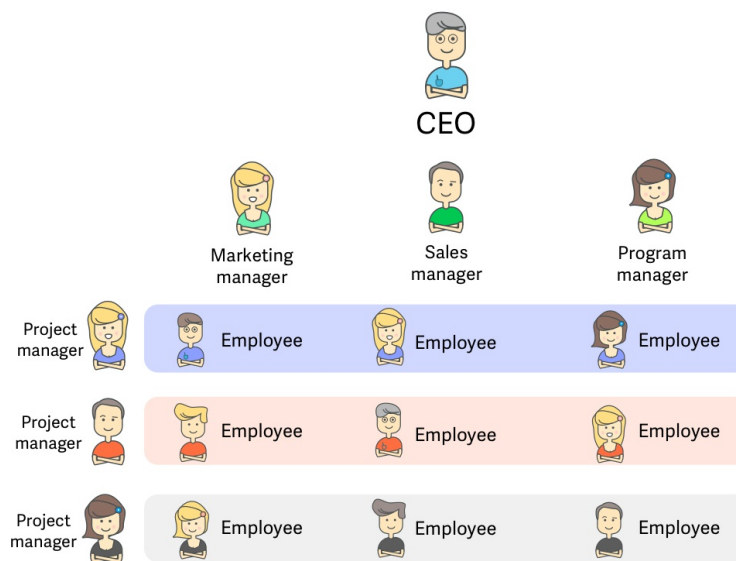 CEO
Marketing
manager
Sales
manager
Program
manager
Project
manager
Employee
Employee
Employee
Project
manager
Employee
Employee
Employee
Project
manager
Employee
Employee
Employee